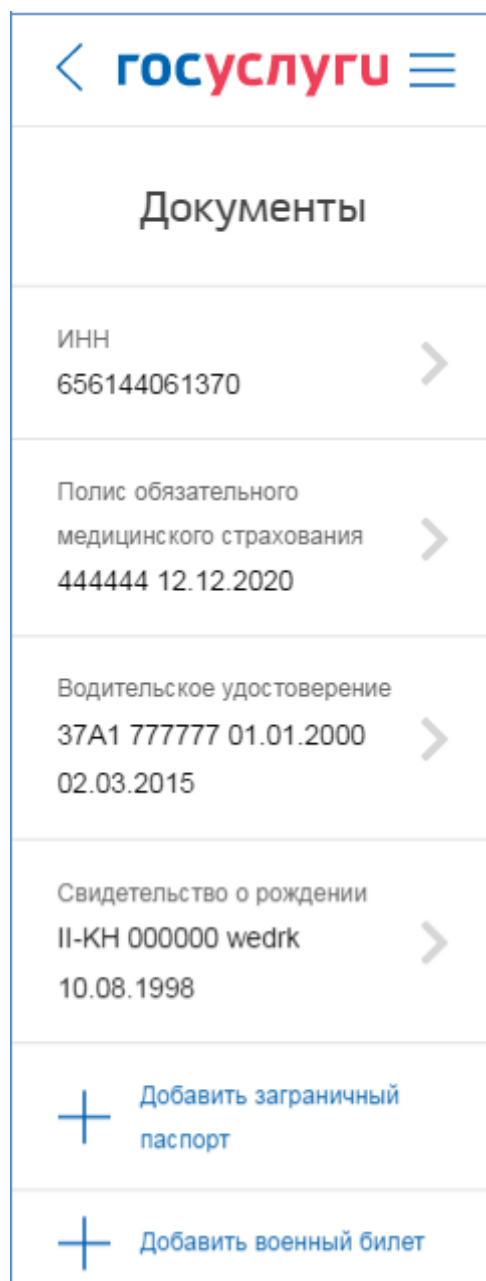 госуслуги
Документы
ИНН
656144061370
Полис обязательного
медицинского страхования
444444 12.12.2020
Водительское удостоверение
37А1 777777 01.01.2000
02.03.2015
Свидетельство о рождении
II-КН 000000 wedrk
10.08.1998
Добавить заграничный
паспорт
Добавить военный билет